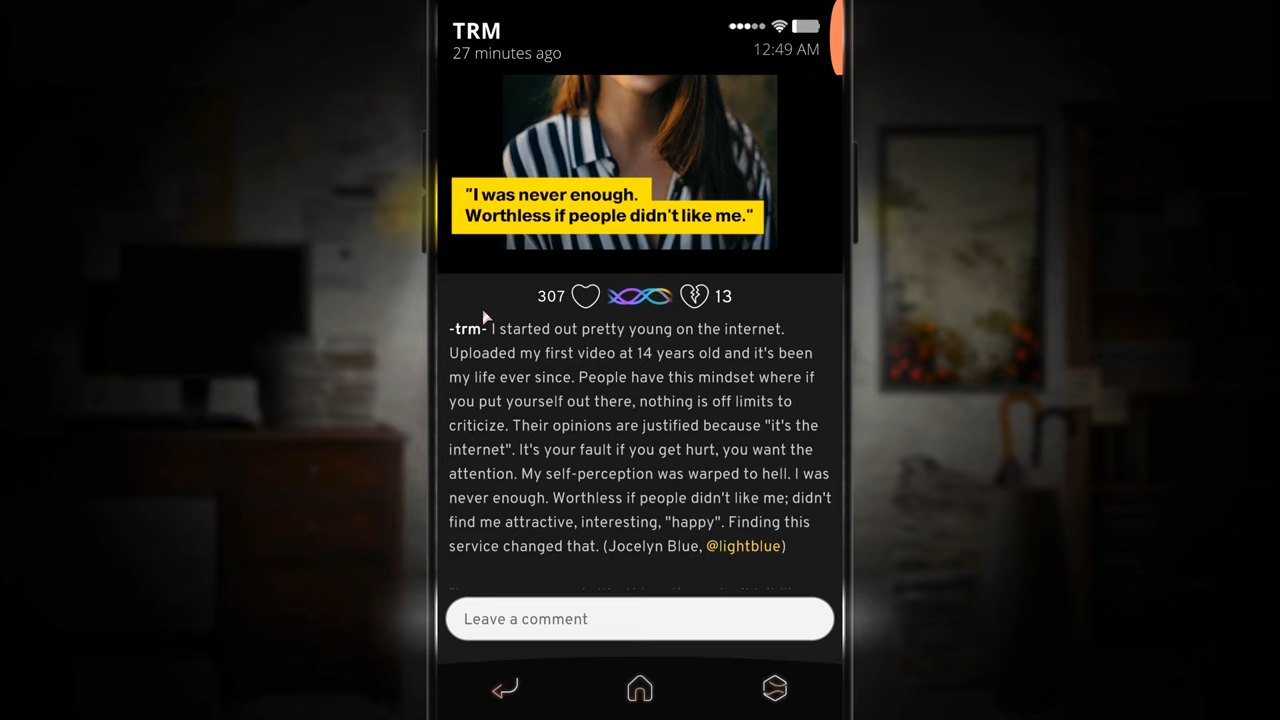 TRM
27 minutes ago
12:49 AM
"I was never enough.
Worthless if people didn't like me."
307
13
-trm- I started out pretty young on the internet.
Uploaded my first video at 14 years old and it's been
my life ever since. People have this mindset where if
you put yourself out there, nothing is off limits to
criticize. Their opinions are justified because "it's the
internet". It's your fault if you get hurt, you want the
attention. My self-perception was warped to hell. I was
never enough. Worthless if people didn't like me; didn't
find me attractive, interesting, "happy". Finding this
service changed that. (Jocelyn Blue, @lightblue)
Leave a comment